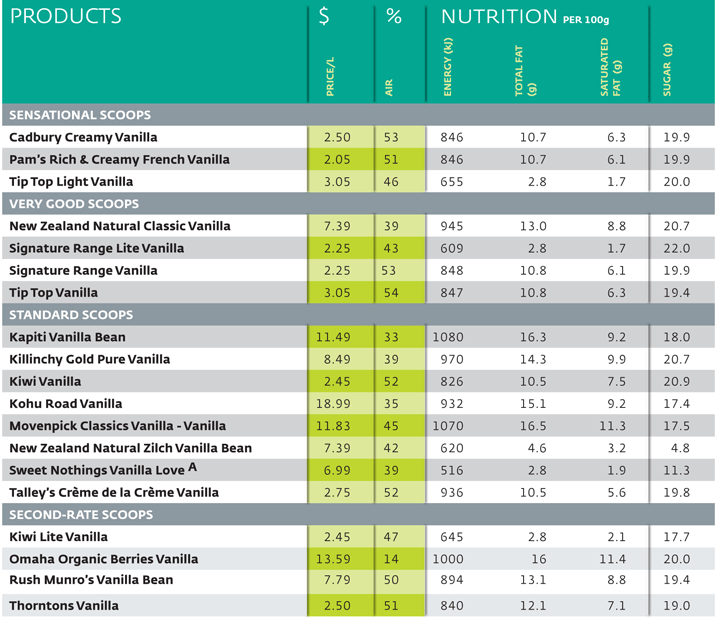 PRODUCTS $ % NUTRITION PER 100g
PRICE/L AIR ENERGY (kJ) TOTAL FAT (g) SATURATED FAT (g) SUGAR (g)
SENSATIONAL SCOOPS
Cadbury Creamy Vanilla 2.50 53 846 10.7 6.3 19.9
Pam's Rich & Creamy French Vanilla 2.05 51 846 10.7 6.1 19.9
Tip Top Light Vanilla 3.05 46 655 2.8 1.7 20.0
VERY GOOD SCOOPS
New Zealand Natural Classic Vanilla 7.39 39 945 13.0 8.8 20.7
Signature Range Lite Vanilla 2.25 43 609 2.8 1.7 22.0
Signature Range Vanilla 2.25 53 848 10.8 6.1 19.9
Tip Top Vanilla 3.05 54 847 10.8 6.3 19.4
STANDARD SCOOPS
Kapiti Vanilla Bean 11.49 33 1080 16.3 9.2 18.0
Killinchy Gold Pure Vanilla 8.49 39 970 14.3 9.9 20.7
Kiwi Vanilla 2.45 52 826 10.5 7.5 20.9
Kohu Road Vanilla 18.99 35 932 15.1 9.2 17.4
Movenpick Classics Vanilla - Vanilla 11.83 45 1070 16.5 11.3 17.5
New Zealand Natural Zilch Vanilla Bean 7.39 42 620 4.6 3.2 4.8
Sweet Nothings Vanilla Love A 6.99 39 516 2.8 1.9 11.3
Talley's Crème de la Crème Vanilla 2.75 52 936 10.5 5.6 19.8
SECOND-RATE SCOOPS
Kiwi Lite Vanilla 2.45 47 645 2.8 2.1 17.7
Omaha Organic Berries Vanilla 13.59 14 1000 16 11.4 20.0
Rush Munro's Vanilla Bean 7.79 50 894 13.1 8.8 19.4
Thorntons Vanilla 2.50 51 840 12.1 7.1 19.0